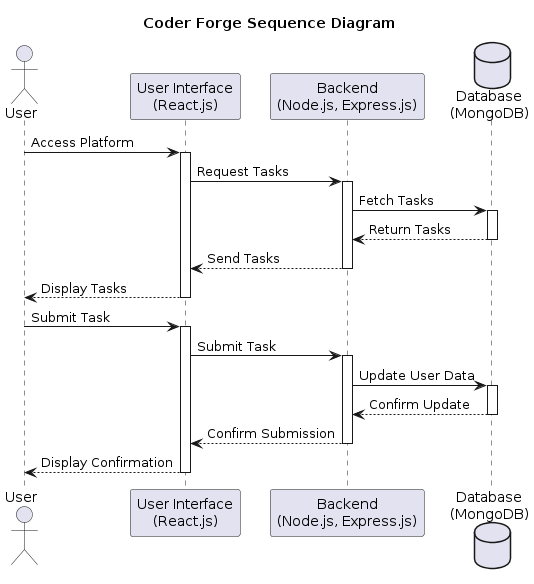 Coder Forge Sequence Diagram
User
User Interface
(React.js)
Backend
(Node.js, Express.js)
Database
(MongoDB)
Access Platform
Request Tasks
Fetch Tasks
Return Tasks
Send Tasks
Display Tasks
Submit Task
Submit Task
Update User Data
Confirm Update
Confirm Submission
Display Confirmation
User
User Interface
(React.js)
Backend
(Node.js, Express.js)
Database
(MongoDB)